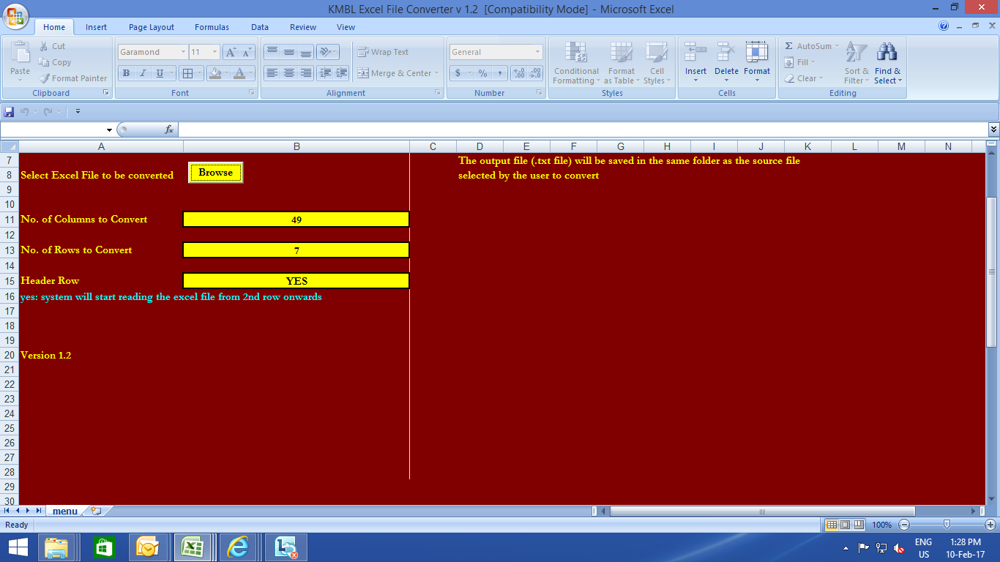 KMBL Excel File Converter v 1.2 [Compatibility Mode] - Microsoft Excel
Home Insert Page Layout Formulas Data Review View
Paste
Cut
Copy
Format Painter
Clipboard
Garamond 11
B I U
A A A
Font
Wrap Text
Merge & Center
Alignment
General
$ % ,
Number
Conditional Formatting
Format as Table
Cell Styles
Styles
Insert Delete Format
Cells
Σ AutoSum
Fill
Clear
Sort & Filter
Find & Select
Editing
fx
A B C D E F G H I J K L M N
7 The output file (.txt file) will be saved in the same folder as the source file
8 Select Excel File to be converted Browse selected by the user to convert
9
10
11 No. of Columns to Convert 49
12
13 No. of Rows to Convert 7
14
15 Header Row YES
16 yes: system will start reading the excel file from 2nd row onwards
17
18
19
20 Version 1.2
21
22
23
24
25
26
27
28
29
30
menu
Ready 100%
ENG 1:28 PM
US 10-Feb-17